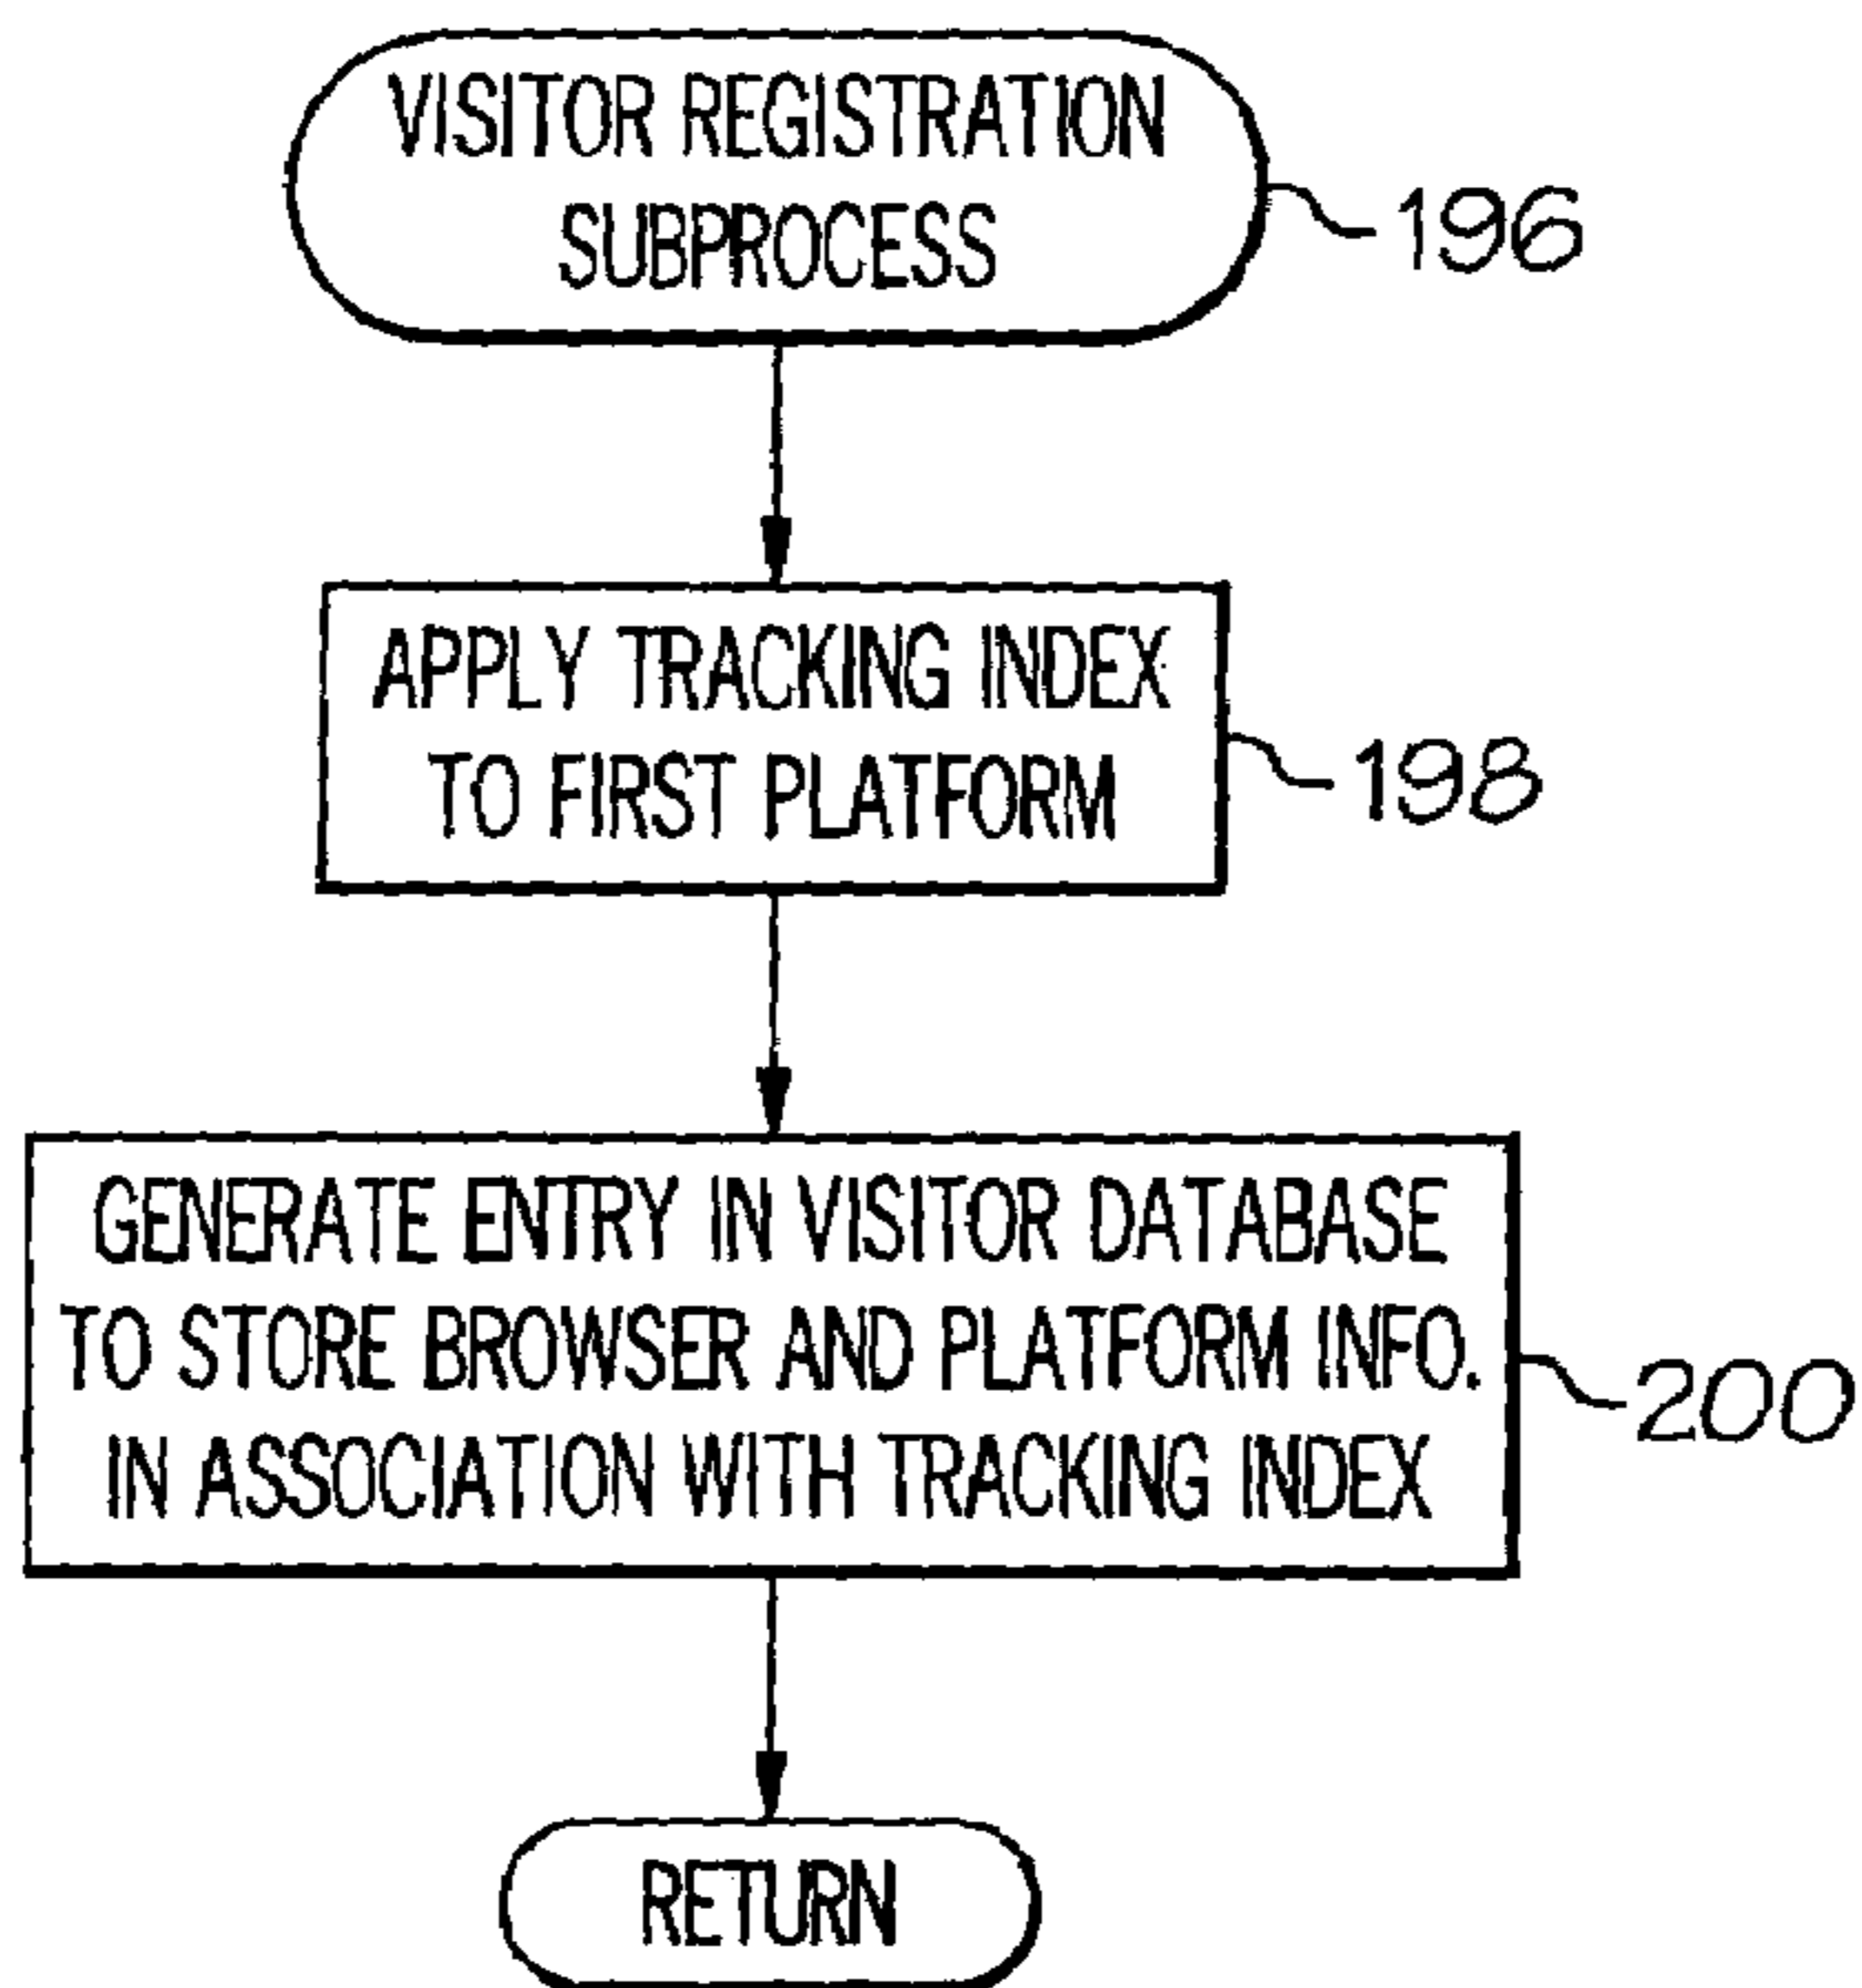 VISITOR REGISTRATION
SUBPROCESS
196
APPLY TRACKING INDEX
TO FIRST PLATFORM
198
GENERATE ENTRY IN VISITOR DATABASE
TO STORE BROWSER AND PLATFORM INFO.
IN ASSOCIATION WITH TRACKING INDEX
200
RETURN